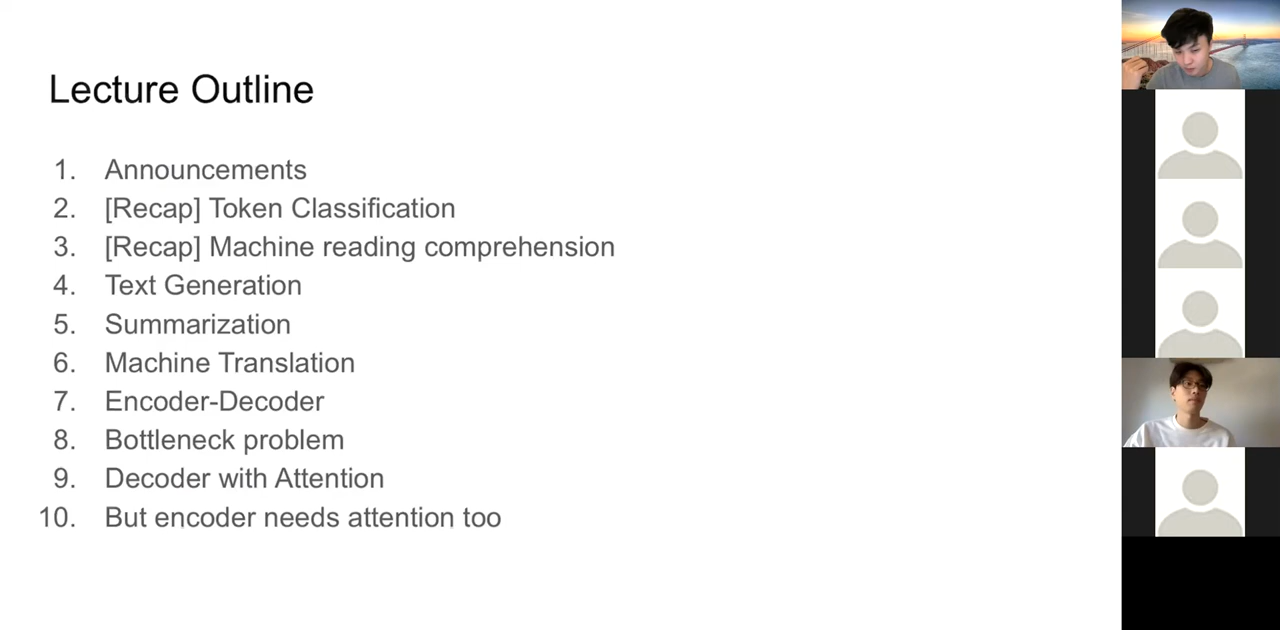 Lecture Outline
1. Announcements
2. [Recap] Token Classification
3. [Recap] Machine reading comprehension
4. Text Generation
5. Summarization
6. Machine Translation
7. Encoder-Decoder
8. Bottleneck problem
9. Decoder with Attention
10. But encoder needs attention too